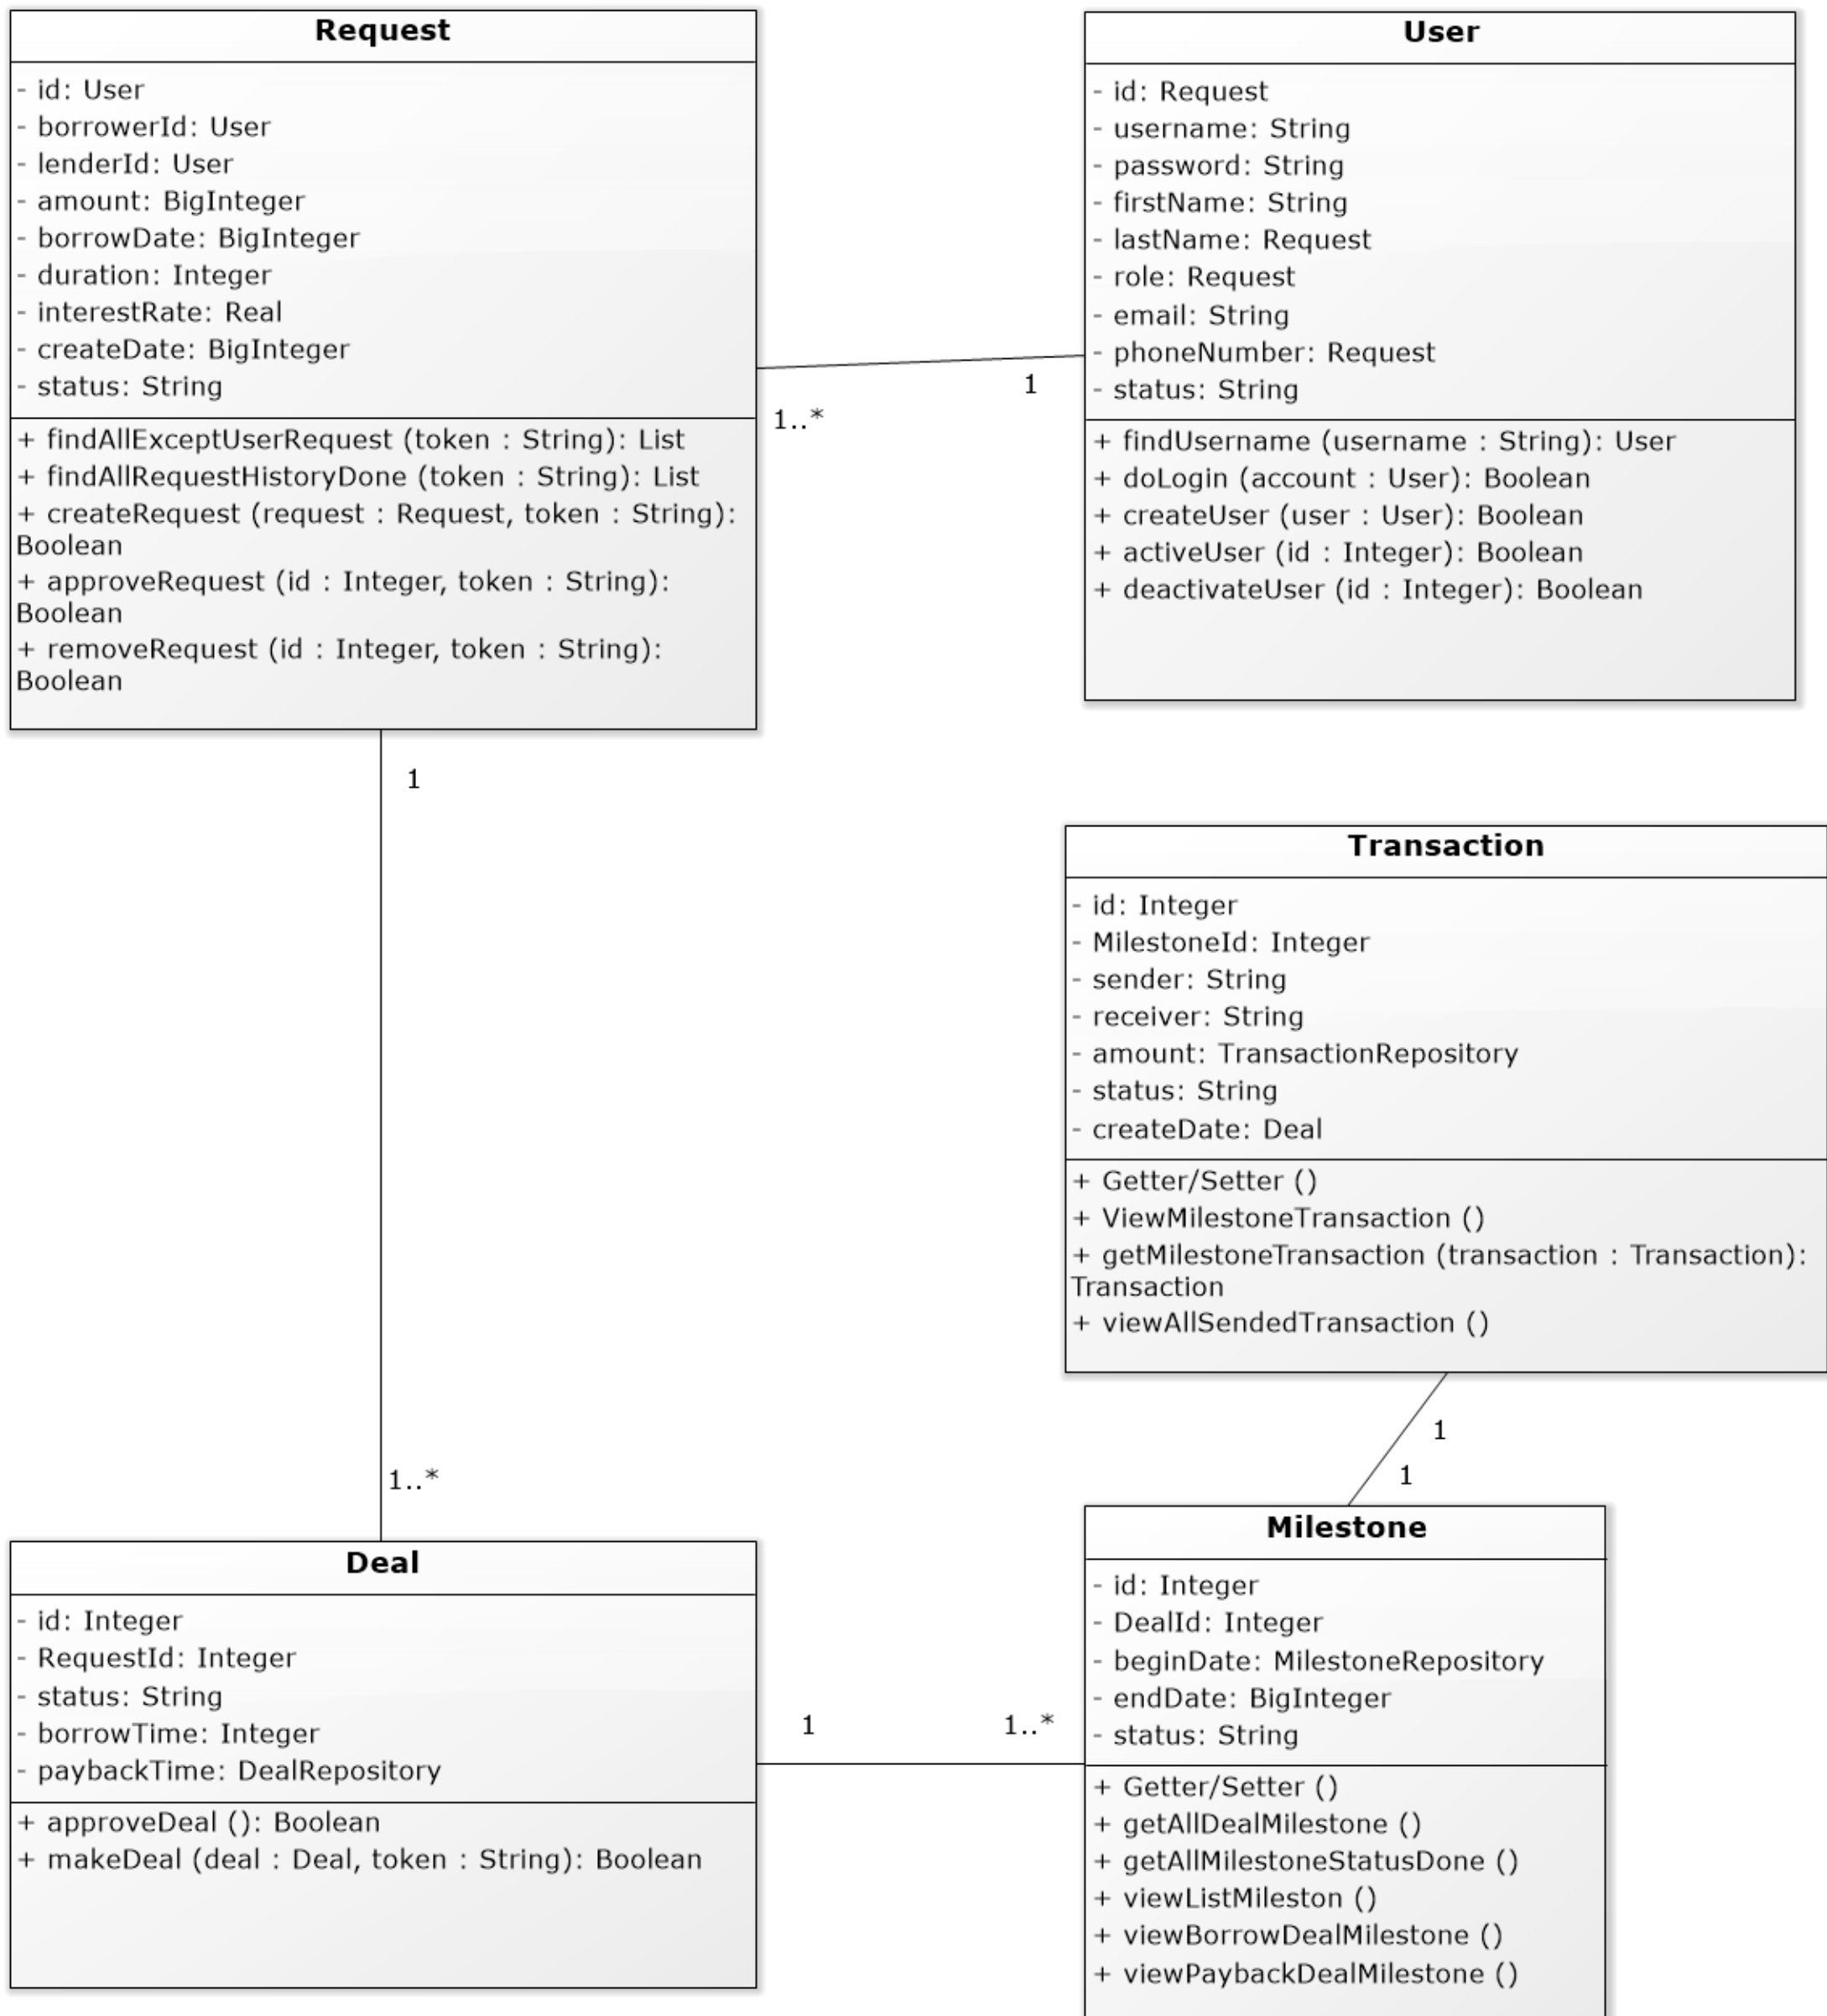 Request
- id: User
- borrowerId: User
- lenderId: User
- amount: BigInteger
- borrowDate: BigInteger
- duration: Integer
- interestRate: Real
- createDate: BigInteger
- status: String
+ findAllExceptUserRequest (token : String): List
+ findAllRequestHistoryDone (token : String): List
+ createRequest (request : Request, token : String):
Boolean
+ approveRequest (id : Integer, token : String):
Boolean
+ removeRequest (id : Integer, token : String):
Boolean
1..*
1
User
- id: Request
- username: String
- password: String
- firstName: String
- lastName: Request
- role: Request
- email: String
- phoneNumber: Request
- status: String
+ findUsername (username : String): User
+ doLogin (account : User): Boolean
+ createUser (user : User): Boolean
+ activeUser (id : Integer): Boolean
+ deactivateUser (id : Integer): Boolean
1
1..*
Transaction
- id: Integer
- MilestoneId: Integer
- sender: String
- receiver: String
- amount: TransactionRepository
- status: String
- createDate: Deal
+ Getter/Setter ()
+ ViewMilestoneTransaction ()
+ getMilestoneTransaction (transaction : Transaction):
Transaction
+ viewAllSendedTransaction ()
1
1
Deal
- id: Integer
- RequestId: Integer
- status: String
- borrowTime: Integer
- paybackTime: DealRepository
+ approveDeal (): Boolean
+ makeDeal (deal : Deal, token : String): Boolean
1
1..*
Milestone
- id: Integer
- DealId: Integer
- beginDate: MilestoneRepository
- endDate: BigInteger
- status: String
+ Getter/Setter ()
+ getAllDealMilestone ()
+ getAllMilestoneStatusDone ()
+ viewListMileston ()
+ viewBorrowDealMilestone ()
+ viewPaybackDealMilestone ()